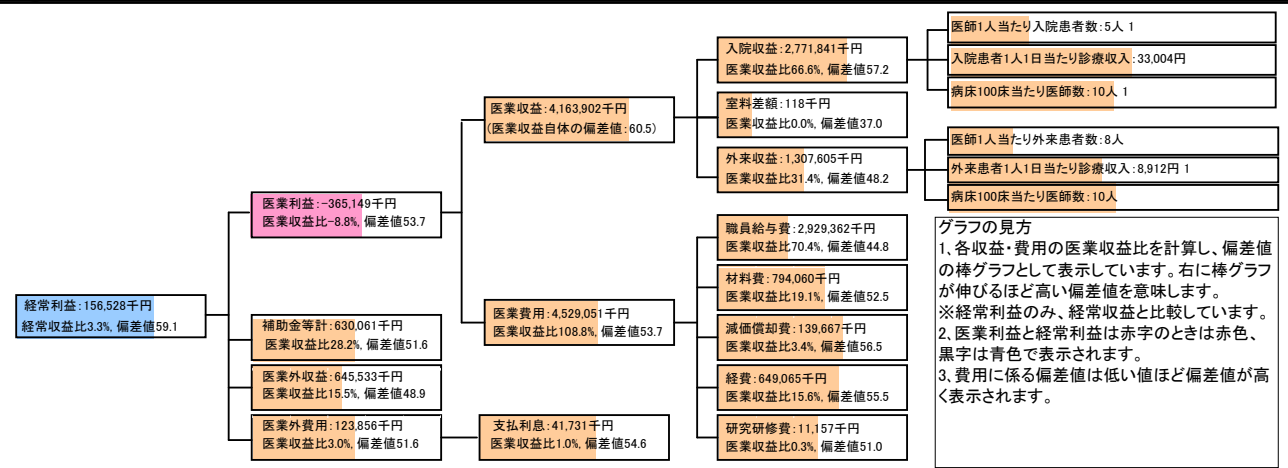 経常利益:156,528千円
経常収比3.3%, 偏差値59.1
医業利益:-365,149千円
医業収益比-8.8%, 偏差値53.7
補助金等計:630,061千円
医業収益比28.2%, 偏差値51.6
医業外収益:645,533千円
医業収益比15.5%, 偏差値48.9
医業外費用:123,856千円
医業収益比3.0%, 偏差値51.6
医業収益:4,163,902千円
(医業収益自体の偏差値:60.5)
医業費用:4,529,051千円
医業収益比108.8%, 偏差値53.7
支払利息:41,731千円
医業収益比1.0%, 偏差値54.6
入院収益:2,771,841千円
医業収益比66.6%, 偏差値57.2
室料差額:118千円
医業収益比0.0%, 偏差値37.0
外来収益:1,307,605千円
医業収益比31.4%, 偏差値48.2
職員給与費:2,929,362千円
医業収益比70.4%, 偏差値44.8
材料費:794,060千円
医業収益比19.1%, 偏差値52.5
減価償却費:139,667千円
医業収益比3.4%, 偏差値56.5
経費:649,065千円
医業収益比15.6%, 偏差値55.5
研究研修費:11,157千円
医業収益比0.3%, 偏差値51.0
医師1人当たり入院患者数:5人 1
入院患者1人1日当たり診療収入:33,004円
病床100床当たり医師数:10人 1
医師1人当たり外来患者数:8人
外来患者1人1日当たり診療収入:8,912円 1
病床100床当たり医師数:10人
グラフの見方
1、各収益・費用の医業収益比を計算し、偏差値
の棒グラフとして表示しています。右に棒グラフ
が伸びるほど高い偏差値を意味します。
※経常利益のみ、経常収益と比較しています。
2、医業利益と経常利益は赤字のときは赤色、
黒字は青色で表示されます。
3、費用に係る偏差値は低い値ほど偏差値が高
く表示されます。